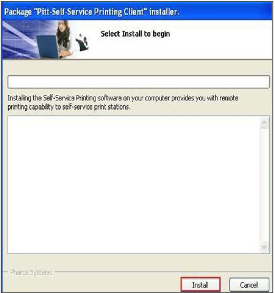 Package "Pitt-Self-Service Printing Client" installer.
Select Install to begin
Installing the Self-Service Printing software on your computer provides you with remote
printing capability to self-service print stations.
Pharos Systems
Install
Cancel